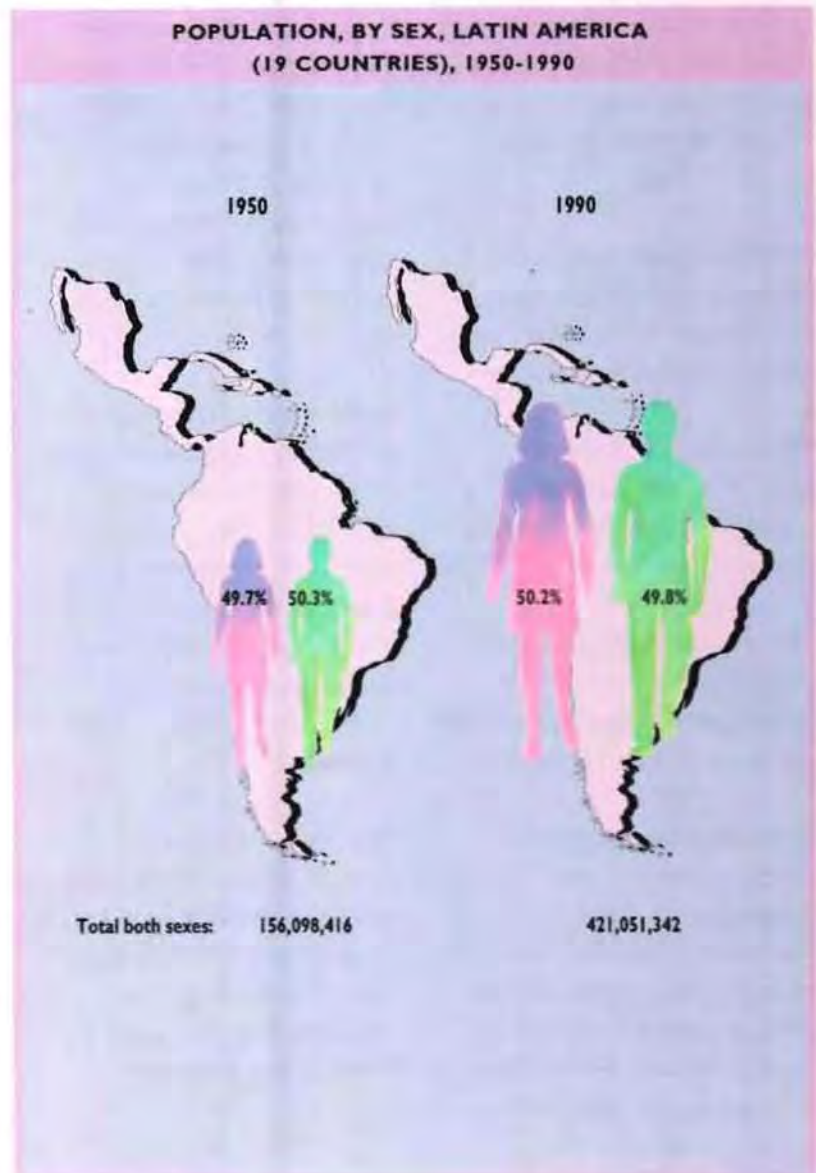 POPULATION, BY SEX, LATIN AMERICA
(19 COUNTRIES), 1950-1990
1950 1990
49.7% 50.3% 50.2% 49.8%
Total both sexes: 156,098,416 421,051,342